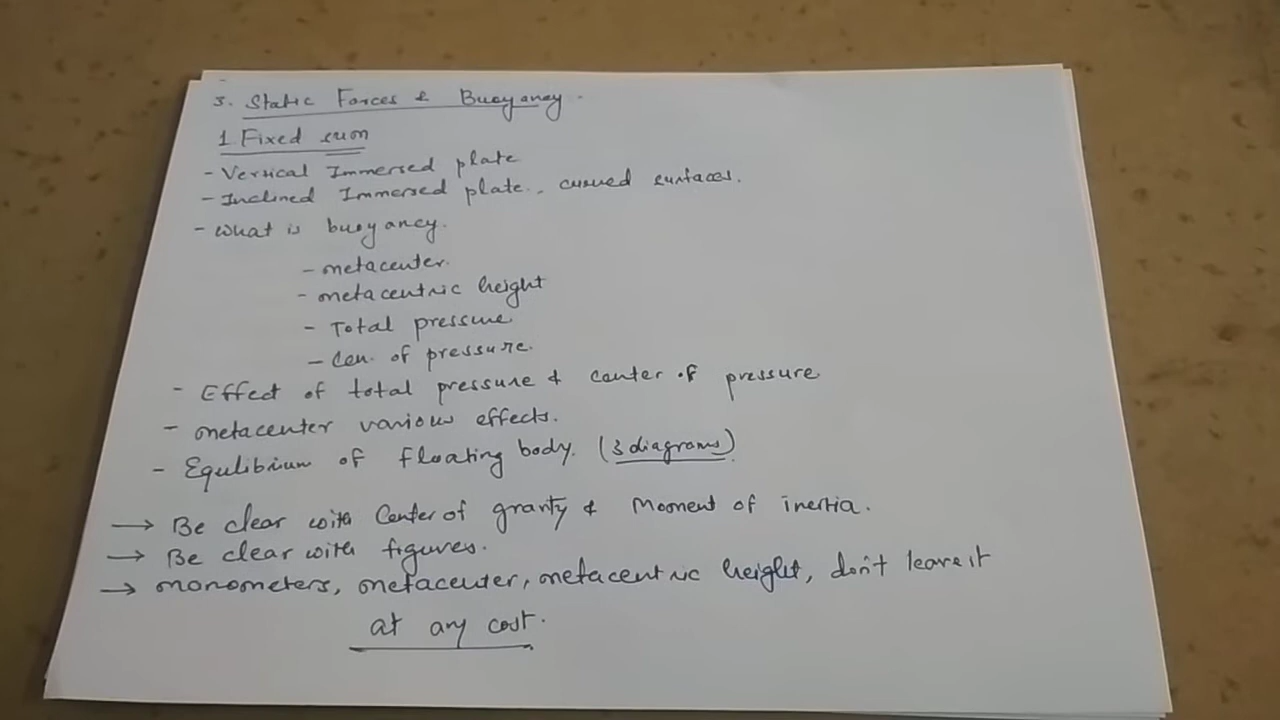 3. Static Forces & Buoyancy.
1. Fixed sum
- Vertical Immersed plate
- Inclined Immersed plate, curved surfaces.
- What is buoyancy.
- metacenter.
- metacentric height
- Total pressure
- Cen. of pressure.
- Effect of total pressure & center of pressure
- metacenter various effects.
- Equlibium of floating body. (3 diagrams)
→ Be clear with Center of gravity & Moment of inertia.
→ Be clear with figures.
→ monometers, metacenter, metacentric height, don't leave it
at any cost.